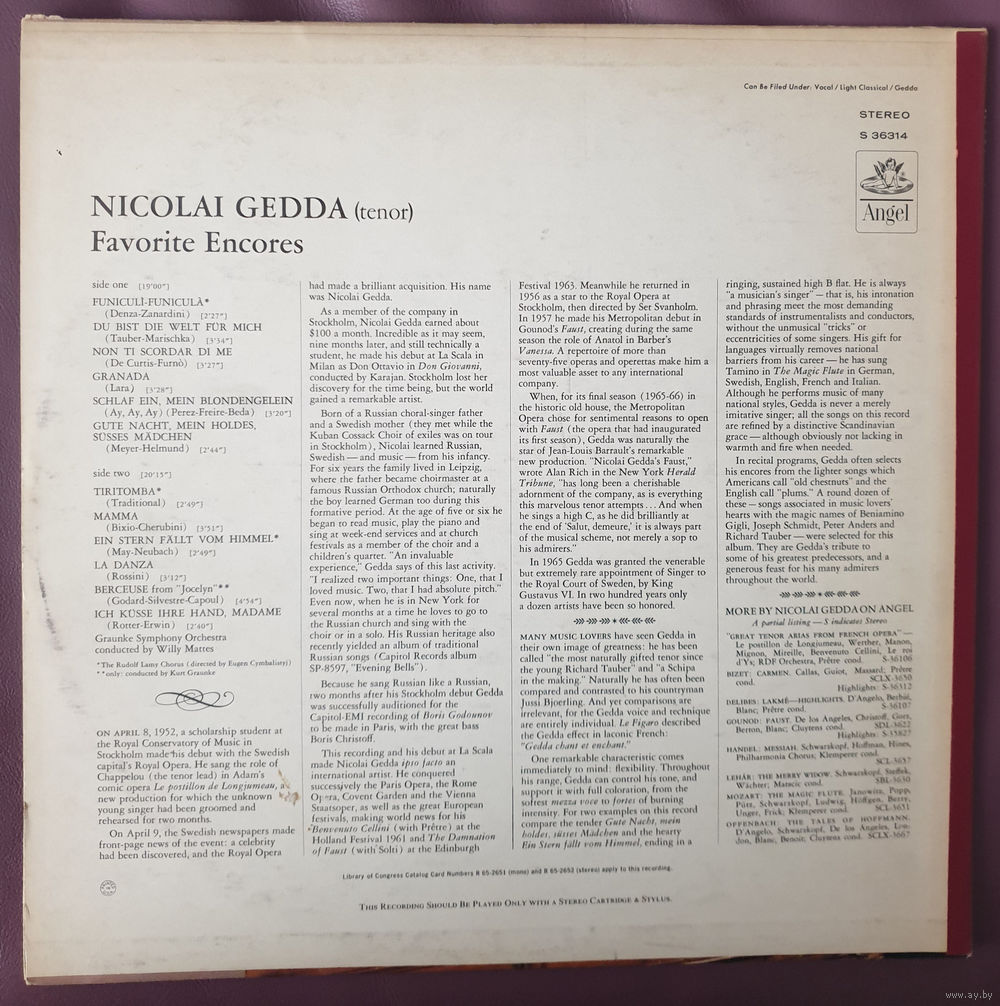 Can Be Filed Under: Vocal / Light Classical / Gedda
STEREO
S 36314
Angel
NICOLAI GEDDA (tenor)
Favorite Encores
side one [19'00"]
FUNICULÌ-FUNICULÀ*
(Denza-Zanardini) [2'27"]
DU BIST DIE WELT FÜR MICH
(Tauber-Marischka) [3'34"]
NON TI SCORDAR DI ME
(De Curtis-Furnò) [3'27"]
GRANADA
(Lara) [3'28"]
SCHLAF EIN, MEIN BLONDENGELEIN
(Ay, Ay, Ay) (Perez-Freire-Beda) [3'20"]
GUTE NACHT, MEIN HOLDES,
SÜSSES MÄDCHEN
(Meyer-Helmund) [2'44"]
side two [20'15"]
TIRITOMBA*
(Traditional) [2'49"]
MAMMA
(Bixio-Cherubini) [3'51"]
EIN STERN FÄLLT VOM HIMMEL*
(May-Neubach) [2'49"]
LA DANZA
(Rossini) [3'12"]
BERCEUSE from "Jocelyn"**
(Godard-Silvestre-Capoul) [4'54"]
ICH KÜSSE IHRE HAND, MADAME
(Rotter-Erwin) [2'40"]
Graunke Symphony Orchestra
conducted by Willy Mattes
*The Rudolf Lamy Chorus (directed by Eugen Cymbalistyj)
**only: conducted by Kurt Graunke
ON APRIL 8, 1952, a scholarship student at
the Royal Conservatory of Music in
Stockholm made his debut with the Swedish
capital's Royal Opera. He sang the role of
Chappelou (the tenor lead) in Adam's
comic opera Le postillon de Longjumeau, a
new production for which the unknown
young singer had been groomed and
rehearsed for two months.
On April 9, the Swedish newspapers made
front-page news of the event: a celebrity
had been discovered, and the Royal Opera
had made a brilliant acquisition. His name
was Nicolai Gedda.
As a member of the company in
Stockholm, Nicolai Gedda earned about
$100 a month. Incredible as it may seem,
nine months later, and still technically a
student, he made his debut at La Scala in
Milan as Don Ottavio in Don Giovanni,
conducted by Karajan. Stockholm lost her
discovery for the time being, but the world
gained a remarkable artist.
Born of a Russian choral-singer father
and a Swedish mother (they met while the
Kuban Cossack Choir of exiles was on tour
in Stockholm), Nicolai learned Russian,
Swedish — and music — from his infancy.
For six years the family lived in Leipzig,
where the father became choirmaster at a
famous Russian Orthodox church; naturally
the boy learned German too during this
formative period. At the age of five or six he
began to read music, play the piano and
sing at week-end services and at church
festivals as a member of the choir and a
children's quartet. "An invaluable
experience," Gedda says of this last activity.
"I realized two important things: One, that I
loved music. Two, that I had absolute pitch."
Even now, when he is in New York for
several months at a time he loves to go to
the Russian church and sing with the
choir or in a solo. His Russian heritage also
recently yielded an album of traditional
Russian songs (Capitol Records album
SP-8597, "Evening Bells").
Because he sang Russian like a Russian,
two months after his Stockholm debut Gedda
was successfully auditioned for the
Capitol-EMI recording of Boris Godounov
to be made in Paris, with the great bass
Boris Christoff.
This recording and his debut at La Scala
made Nicolai Gedda ipso facto an
international artist. He conquered
successively the Paris Opera, the Rome
Opera, Covent Garden and the Vienna
Staatsoper, as well as the great European
festivals, making world news for his
Benvenuto Cellini (with Prêtre) at the
Holland Festival 1961 and The Damnation
of Faust (with Solti) at the Edinburgh
Festival 1963. Meanwhile he returned in
1956 as a star to the Royal Opera at
Stockholm, then directed by Set Svanholm.
In 1957 he made his Metropolitan debut in
Gounod's Faust, creating during the same
season the role of Anatol in Barber's
Vanessa. A repertoire of more than
seventy-five operas and operettas make him a
most valuable asset to any international
company.
When, for its final season (1965-66) in
the historic old house, the Metropolitan
Opera chose for sentimental reasons to open
with Faust (the opera that had inaugurated
its first season), Gedda was naturally the
star of Jean-Louis Barrault's remarkable
new production. "Nicolai Gedda's Faust,"
wrote Alan Rich in the New York Herald
Tribune, "has long been a cherishable
adornment of the company, as is everything
this marvelous tenor attempts . . . And when
he sings a high C, as he did brilliantly at
the end of 'Salut, demeure,' it is always part
of the musical scheme, not merely a sop to
his admirers."
In 1965 Gedda was granted the venerable
but extremely rare appointment of Singer to
the Royal Court of Sweden, by King
Gustavus VI. In two hundred years only
a dozen artists have been so honored.
MANY MUSIC LOVERS have seen Gedda in
their own image of greatness: he has been
called "the most naturally gifted tenor since
the young Richard Tauber" and "a Schipa
in the making." Naturally he has often been
compared and contrasted to his countryman
Jussi Bjoerling. And yet comparisons are
irrelevant, for the Gedda voice and technique
are entirely individual. Le Figaro described
the Gedda effect in laconic French:
"Gedda chant et enchant."
One remarkable characteristic comes
immediately to mind: flexibility. Throughout
his range, Gedda can control his tone, and
support it with full coloration, from the
softest mezza voce to fortes of burning
intensity. For two examples on this record
compare the tender Gute Nacht, mein
holdes, süsses Mädchen and the hearty
Ein Stern fällt vom Himmel, ending in a
ringing, sustained high B flat. He is always
"a musician's singer" — that is, his intonation
and phrasing meet the most demanding
standards of instrumentalists and conductors,
without the unmusical "tricks" or
eccentricities of some singers. His gift for
languages virtually removes national
barriers from his career — he has sung
Tamino in The Magic Flute in German,
Swedish, English, French and Italian.
Although he performs music of many
national styles, Gedda is never a merely
imitative singer; all the songs on this record
are refined by a distinctive Scandinavian
grace — although obviously not lacking in
warmth and fire when needed.
In recital programs, Gedda often selects
his encores from the lighter songs which
Americans call "old chestnuts" and the
English call "plums." A round dozen of
these — songs associated in music lovers'
hearts with the magic names of Beniamino
Gigli, Joseph Schmidt, Peter Anders and
Richard Tauber — were selected for this
album. They are Gedda's tribute to
some of his greatest predecessors, and a
generous feast for his many admirers
throughout the world.
MORE BY NICOLAI GEDDA ON ANGEL
A partial listing — S indicates Stereo
"GREAT TENOR ARIAS FROM FRENCH OPERA" —
Le postillon de Longjumeau, Werther, Manon,
Mignon, Mireille, Benvenuto Cellini, Le roi
d'Ys; RDF Orchestra, Prêtre cond. S-36106
BIZET: CARMEN. Callas, Guiot, Massard; Prêtre
cond. SCLX-3650
Highlights: S-36312
DELIBES: LAKMÉ—HIGHLIGHTS. D'Angelo, Berbié,
Blanc; Prêtre cond. S-36107
GOUNOD: FAUST. De los Angeles, Christoff, Gorr,
Berton, Blanc; Cluytens cond. SDL-3622
Highlights: S-35827
HANDEL: MESSIAH. Schwarzkopf, Hoffman, Hines,
Philharmonia Chorus; Klemperer cond.
SCL-3657
LEHÁR: THE MERRY WIDOW. Schwarzkopf, Steffek,
Wächter; Matacic cond. SBL-3630
MOZART: THE MAGIC FLUTE. Janowitz, Popp,
Pütz, Schwarzkopf, Ludwig, Höffgen, Berry,
Unger, Frick; Klemperer cond. SCL-3651
OFFENBACH: THE TALES OF HOFFMANN.
D'Angelo, Schwarzkopf, De los Angeles, Lon-
don, Blanc, Benoit; Cluytens cond. SCLX-3667
Library of Congress Catalog Card Numbers R 65-2651 (mono) and R 65-2652 (stereo) apply to this recording.
THIS RECORDING SHOULD BE PLAYED ONLY WITH A STEREO CARTRIDGE & STYLUS.
www.ay.by